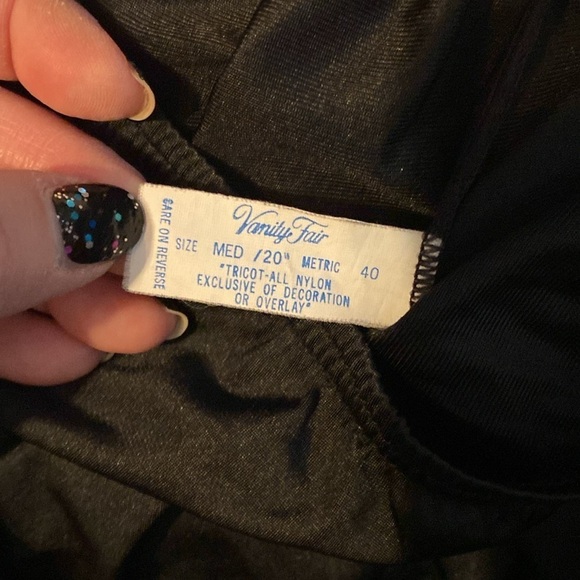 Vanity Fair
SIZE MED /20" METRIC 40
"TRICOT-ALL NYLON
EXCLUSIVE OF DECORATION
OR OVERLAY"
CARE ON REVERSE